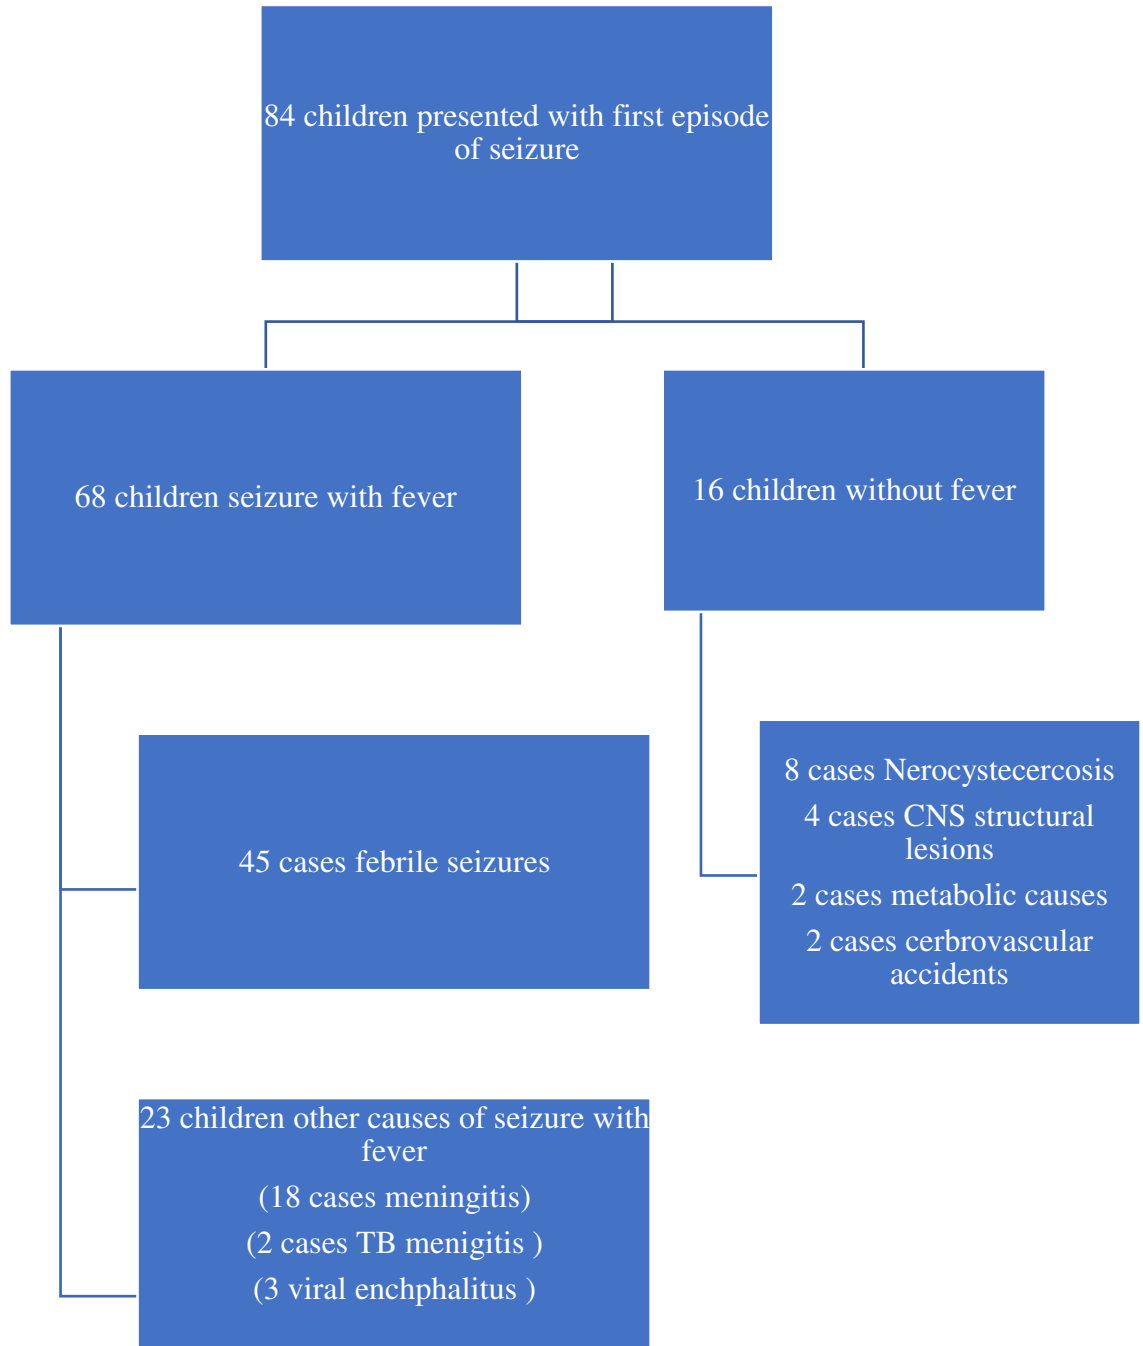 84 children presented with first episode
of seizure
68 children seizure with fever
16 children without fever
45 cases febrile seizures
8 cases Nerocystecercosis
4 cases CNS structural
lesions
2 cases metabolic causes
2 cases cerbrovascular
accidents
23 children other causes of seizure with
fever
(18 cases meningitis)
(2 cases TB menigitis )
(3 viral enchphalitus )